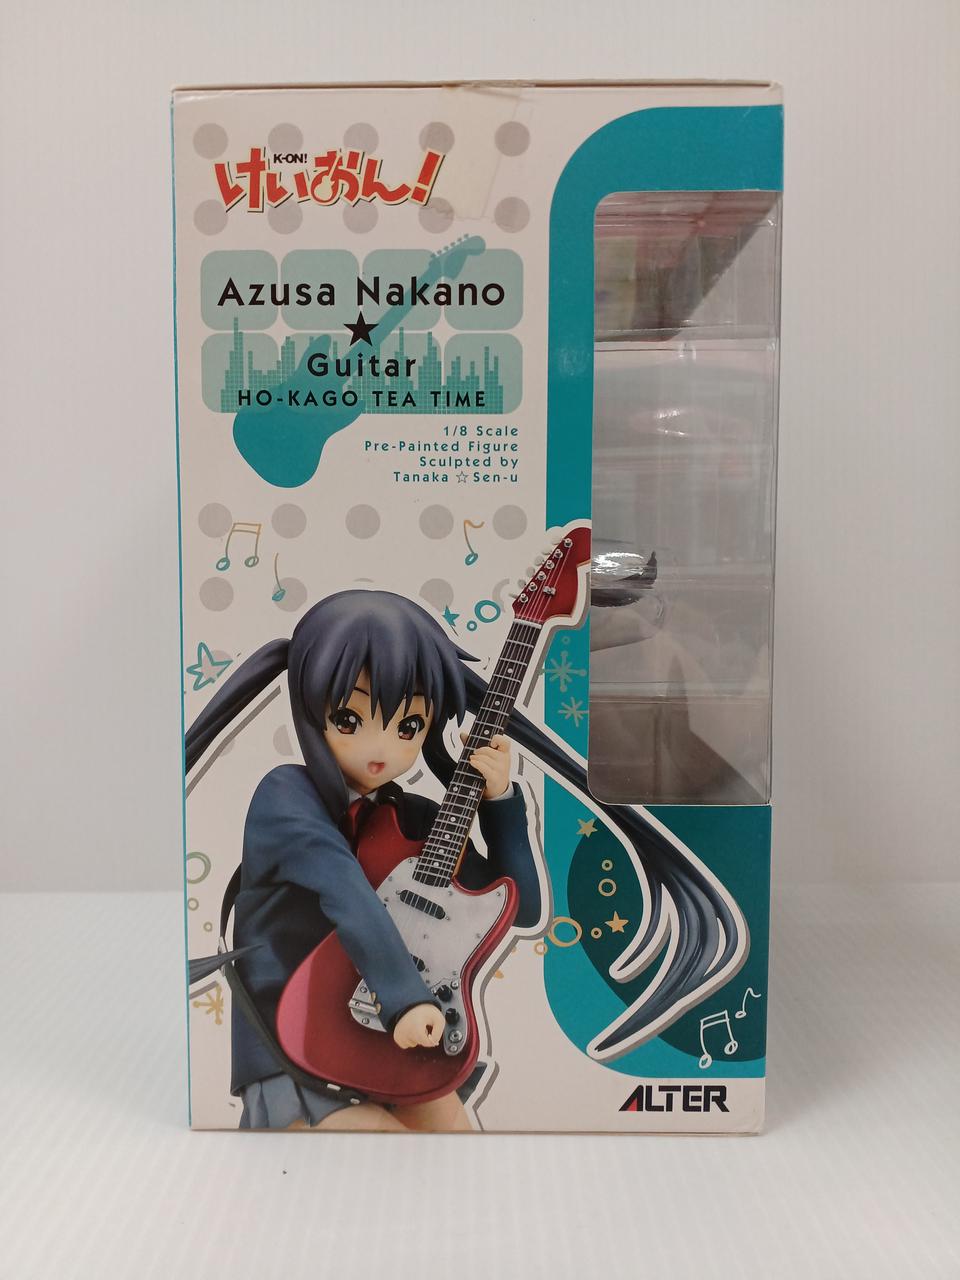 K-ON!
けいおん!
Azusa Nakano
★
Guitar
HO-KAGO TEA TIME
1/8 Scale
Pre-Painted Figure
Sculpted by
Tanaka ☆ Sen-u
ALTER